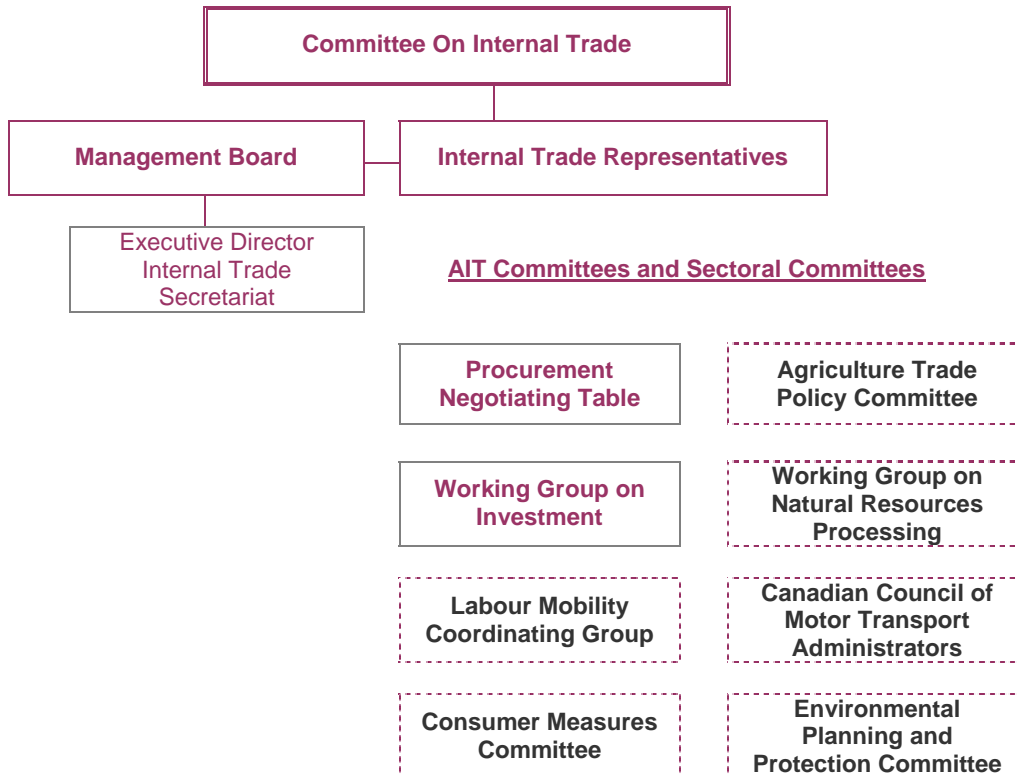 Committee On Internal Trade
Management Board
Internal Trade Representatives
Executive Director
Internal Trade
Secretariat
AIT Committees and Sectoral Committees
Procurement
Negotiating Table
Agriculture Trade
Policy Committee
Working Group on
Investment
Working Group on
Natural Resources
Processing
Labour Mobility
Coordinating Group
Canadian Council of
Motor Transport
Administrators
Consumer Measures
Committee
Environmental
Planning and
Protection Committee